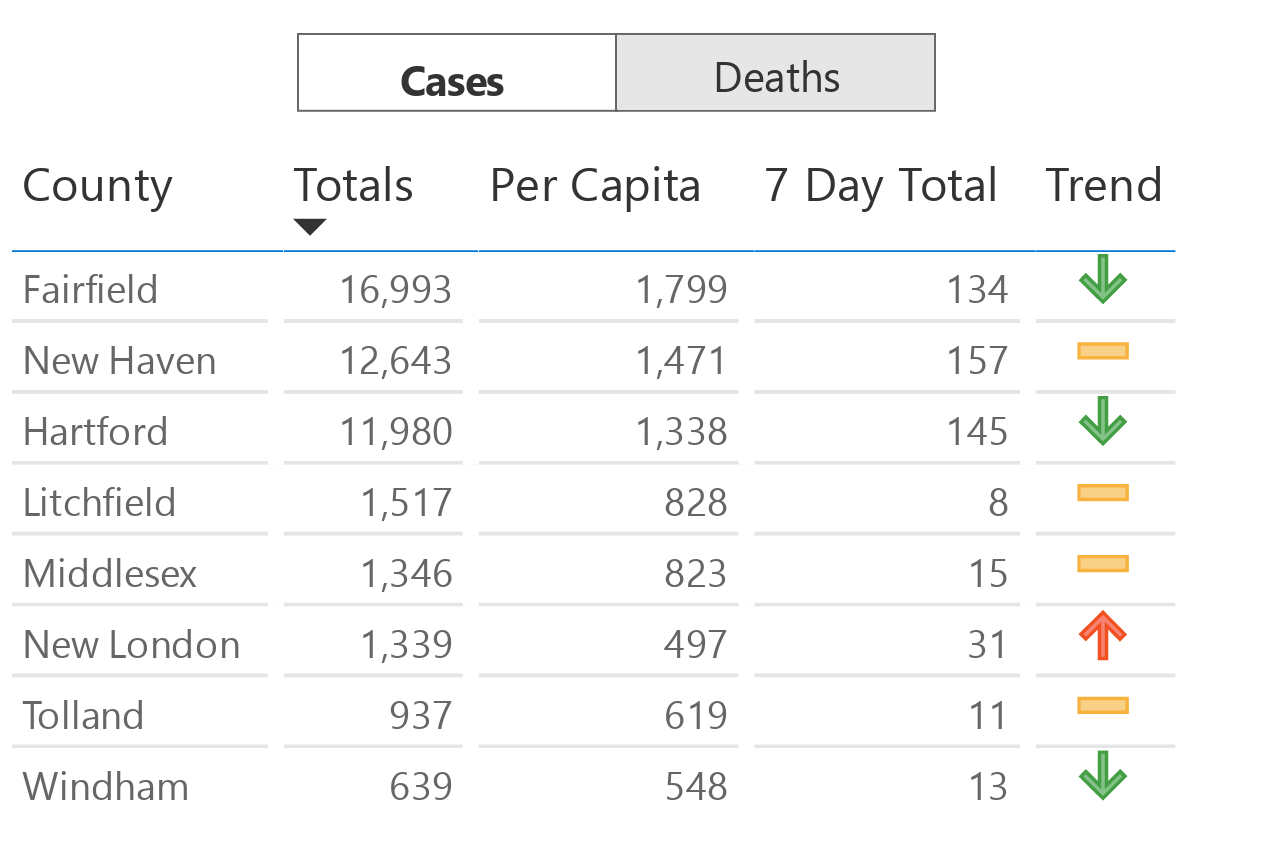 Cases Deaths
County Totals Per Capita 7 Day Total Trend
Fairfield 16,993 1,799 134
New Haven 12,643 1,471 157
Hartford 11,980 1,338 145
Litchfield 1,517 828 8
Middlesex 1,346 823 15
New London 1,339 497 31
Tolland 937 619 11
Windham 639 548 13